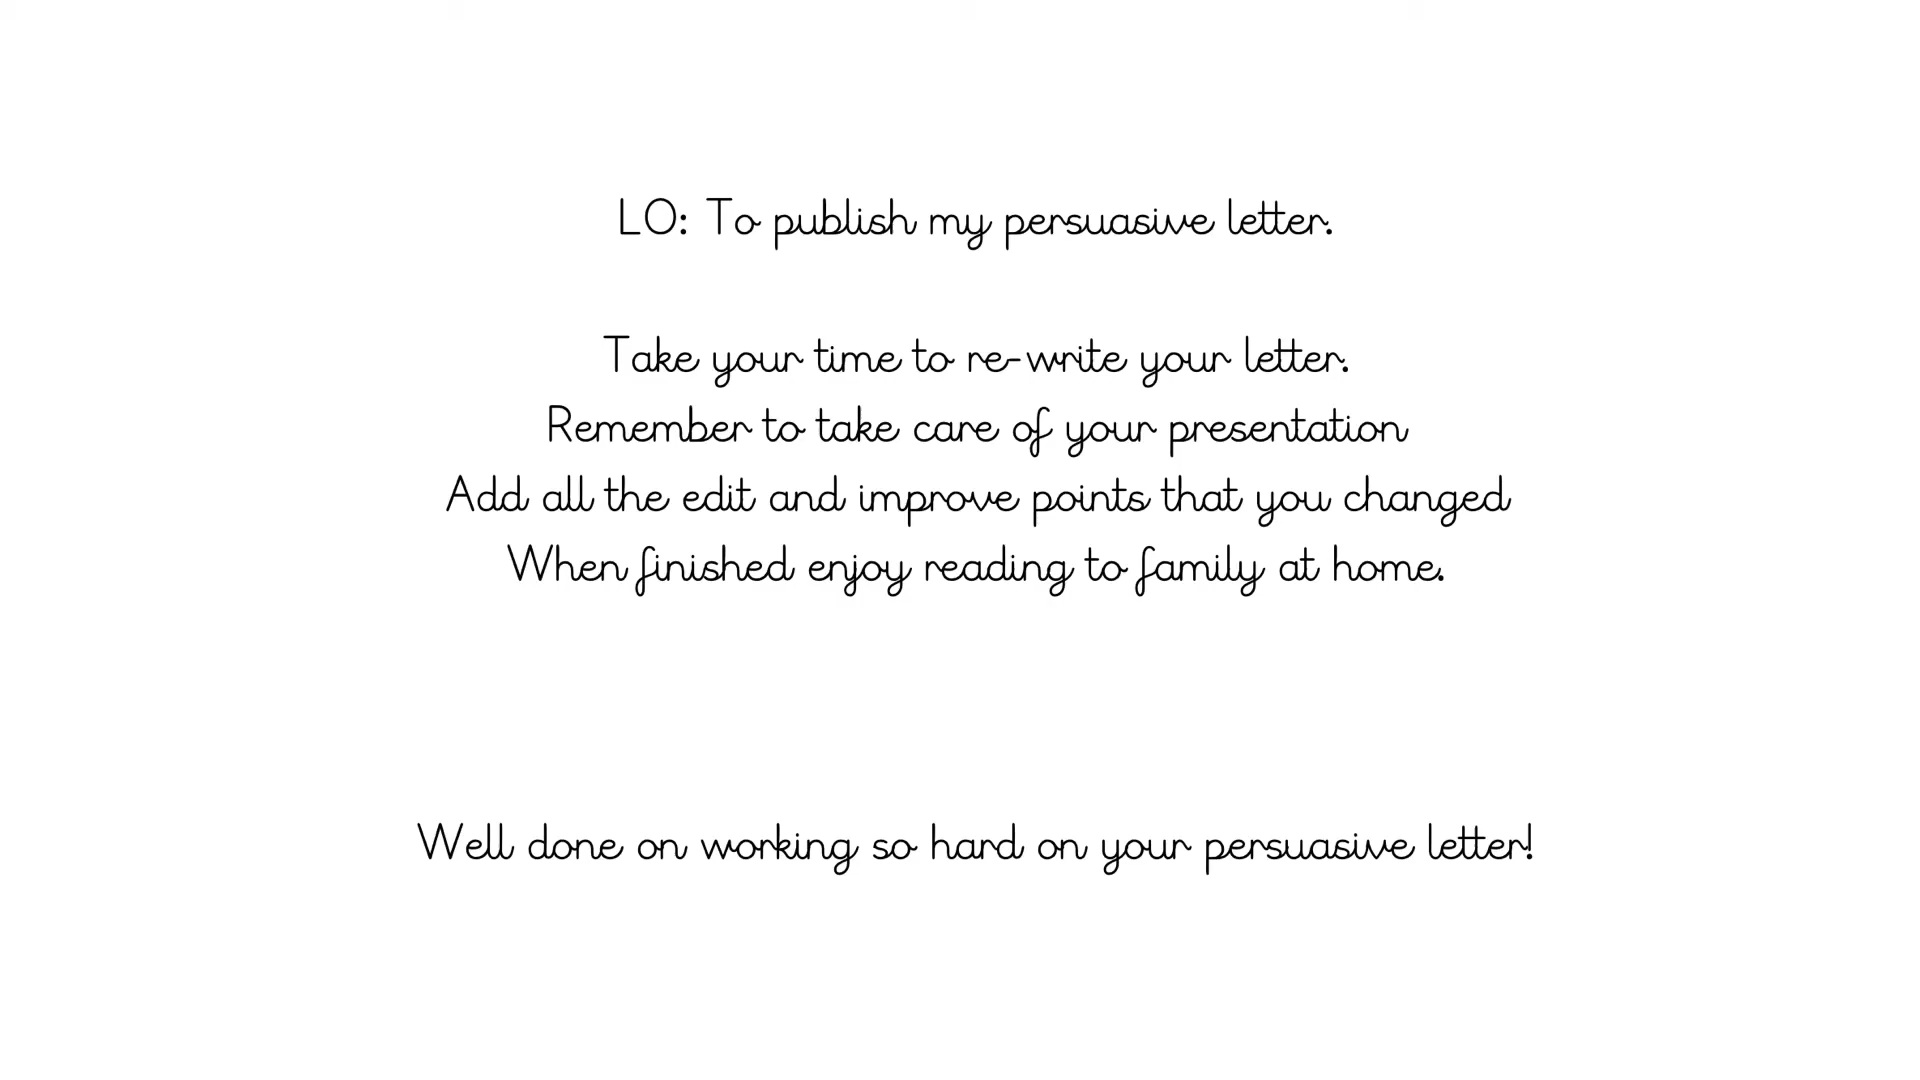 LO: To publish my persuasive letter.
Take your time to re-write your letter.
Remember to take care of your presentation
Add all the edit and improve points that you changed
When finished enjoy reading to family at home.
Well done on working so hard on your persuasive letter!